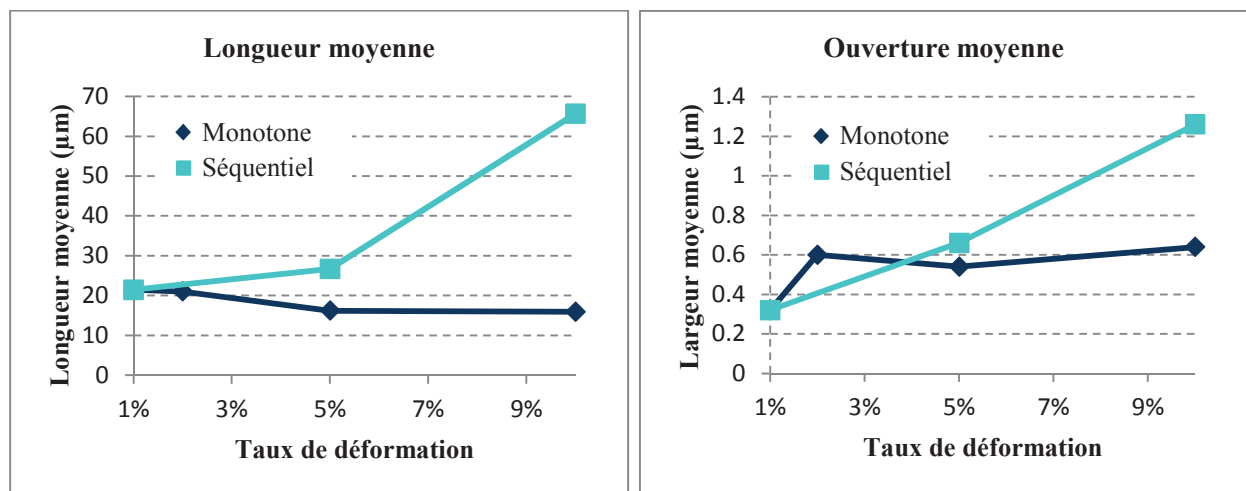 Longueur moyenne
Longueur moyenne (µm)
70
60
50
40
30
20
10
0
Monotone
Séquentiel
1% 3% 5% 7% 9%
Taux de déformation
Ouverture moyenne
Largeur moyenne (µm)
1.4
1.2
1
0.8
0.6
0.4
0.2
0
Monotone
Séquentiel
1% 3% 5% 7% 9%
Taux de déformation